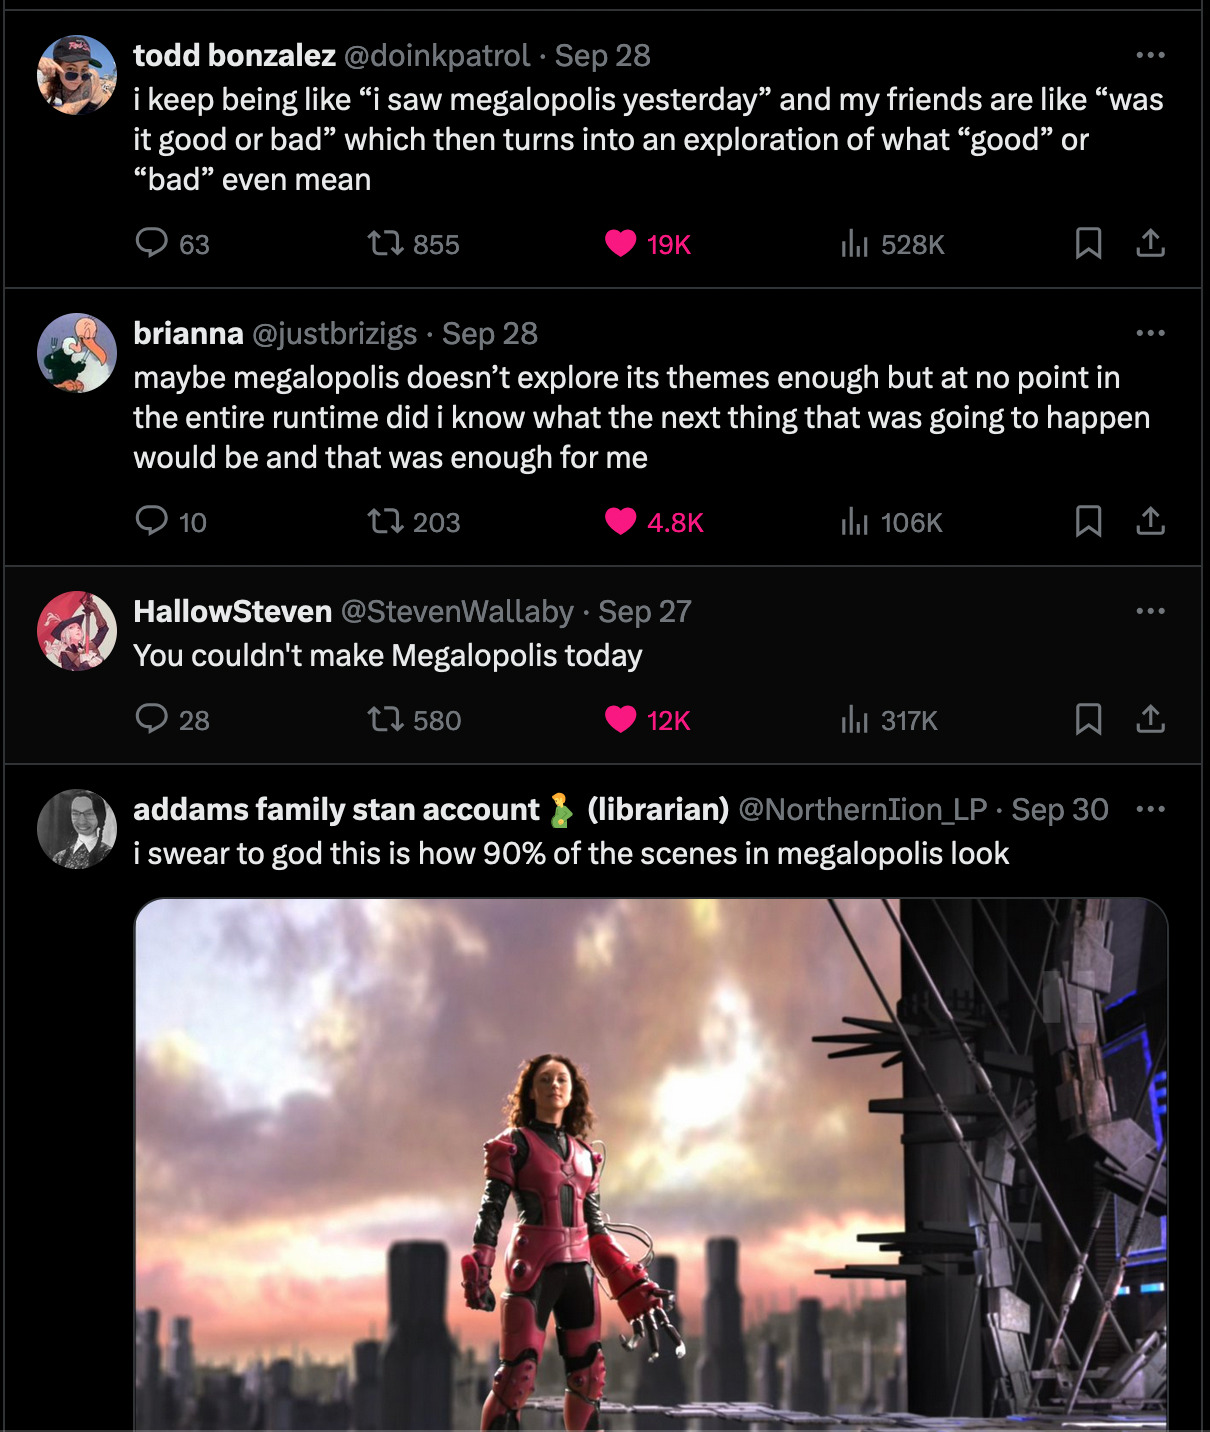 todd bonzalez @doinkpatrol · Sep 28
i keep being like “i saw megalopolis yesterday” and my friends are like “was
it good or bad” which then turns into an exploration of what “good” or
“bad” even mean
63 855 19K 528K
brianna @justbrizigs · Sep 28
maybe megalopolis doesn’t explore its themes enough but at no point in
the entire runtime did i know what the next thing that was going to happen
would be and that was enough for me
10 203 4.8K 106K
HallowSteven @StevenWallaby · Sep 27
You couldn't make Megalopolis today
28 580 12K 317K
addams family stan account 🫃 (librarian) @NorthernIion_LP · Sep 30
i swear to god this is how 90% of the scenes in megalopolis look